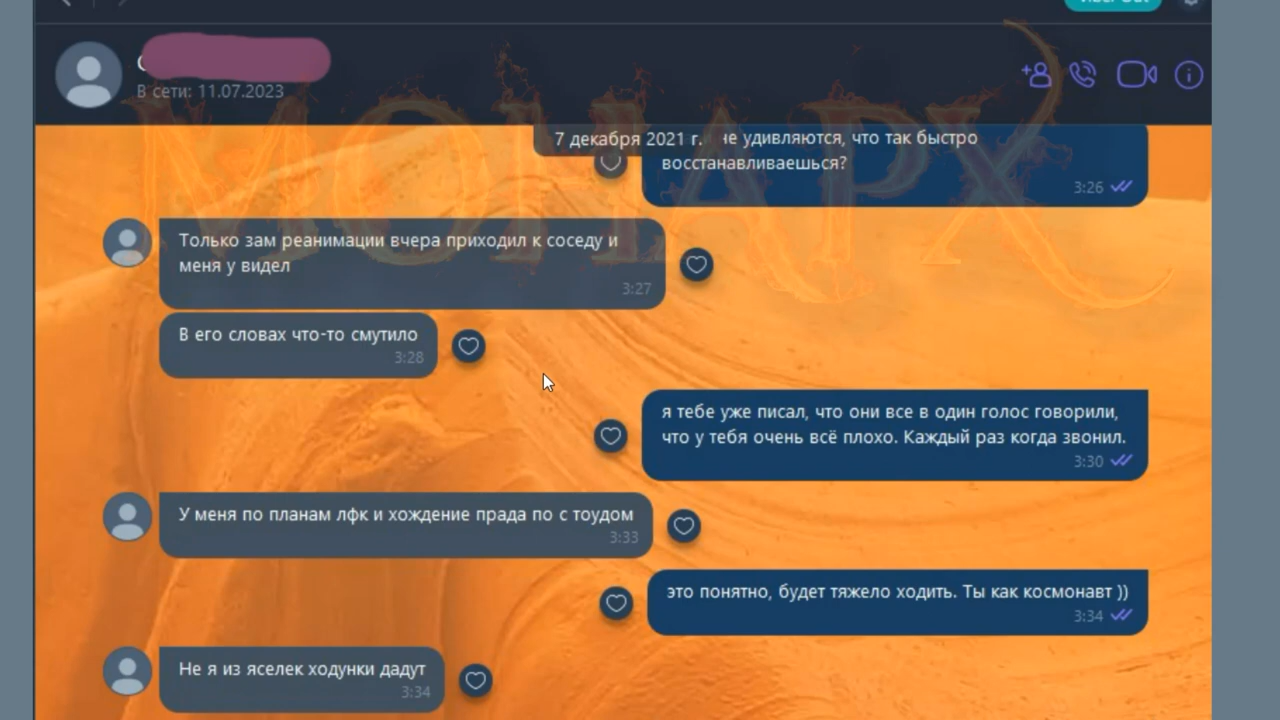 В сети: 11.07.2023
МОНАРХ
7 декабря 2021 г.
не удивляются, что так быстро
восстанавливаешься?
3:26
Только зам реанимации вчера приходил к соседу и
меня у видел
3:27
В его словах что-то смутило
3:28
я тебе уже писал, что они все в один голос говорили,
что у тебя очень всё плохо. Каждый раз когда звонил.
3:30
У меня по планам лфк и хождение прада по с тоудом
3:33
это понятно, будет тяжело ходить. Ты как космонавт ))
3:34
Не я из яселек ходунки дадут
3:34